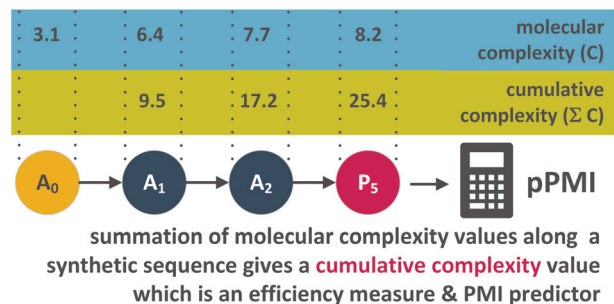 3.1 6.4 7.7 8.2 molecular
complexity (C)
9.5 17.2 25.4 cumulative
complexity (Σ C)
A₀ A₁ A₂ P₅ pPMI
summation of molecular complexity values along a
synthetic sequence gives a cumulative complexity value
which is an efficiency measure & PMI predictor